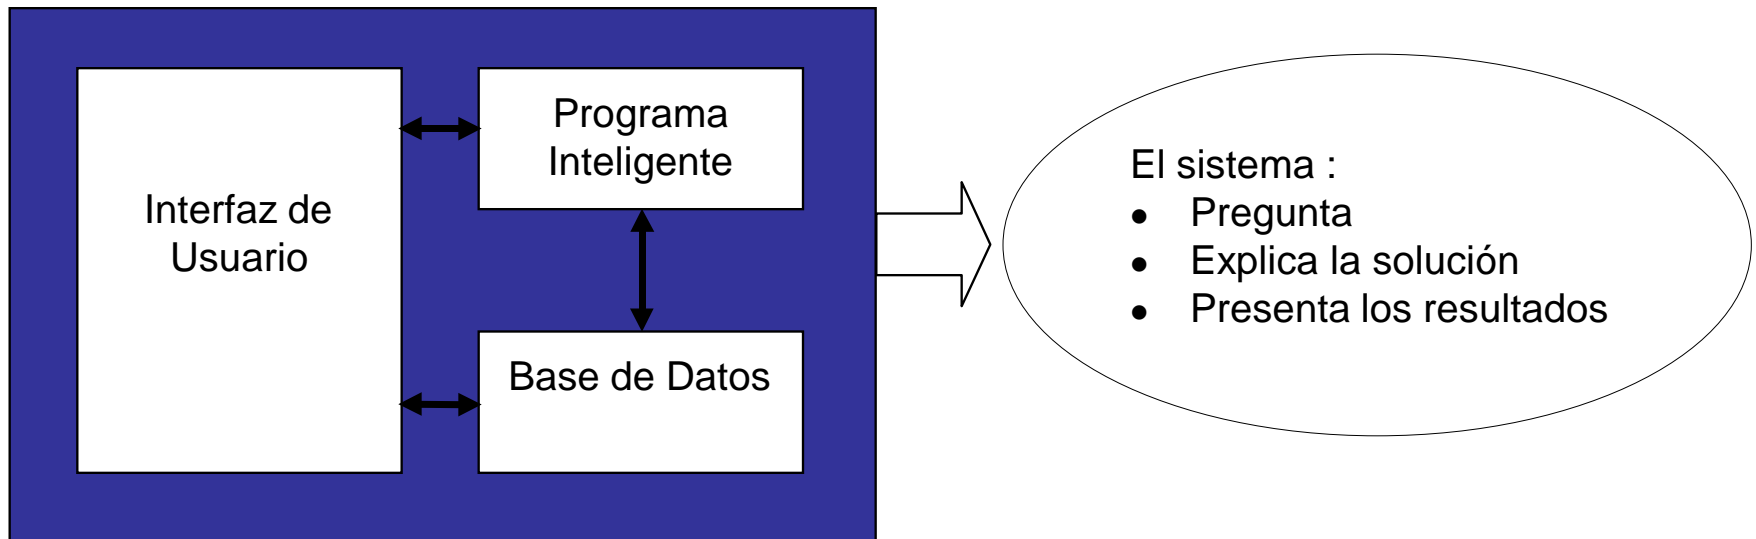 Interfaz de
Usuario
Programa
Inteligente
Base de Datos
El sistema :
● Pregunta
● Explica la solución
● Presenta los resultados